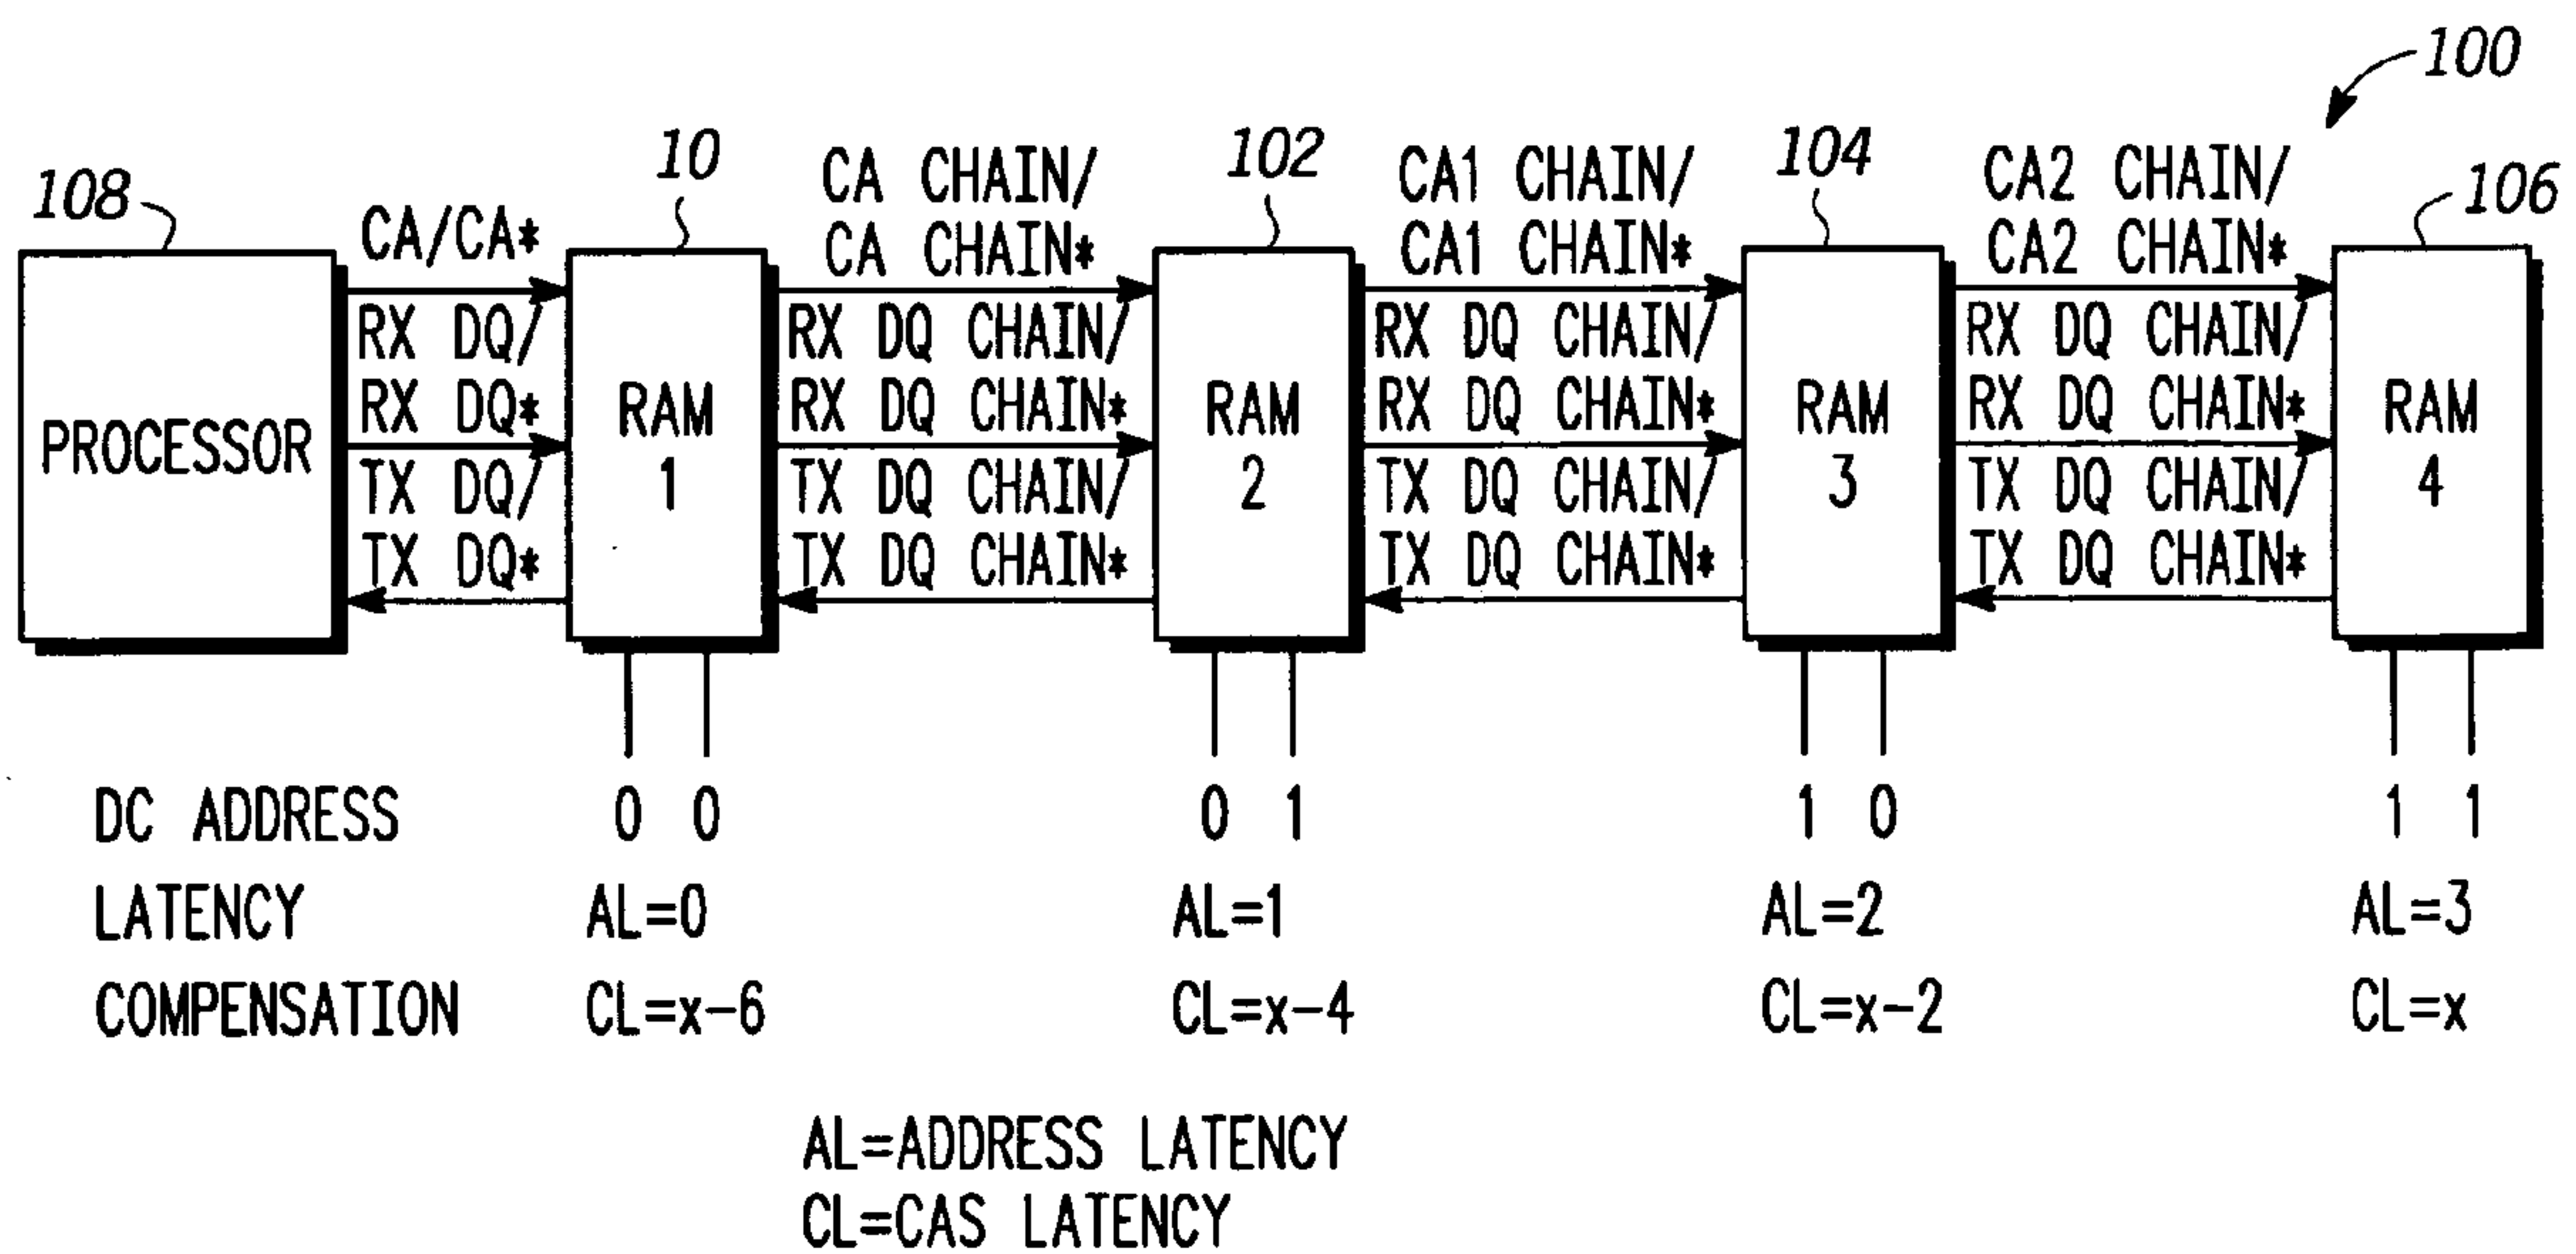 100
108
10
102
104
106
CA/CA*
RX DQ/
RX DQ*
TX DQ/
TX DQ*
CA CHAIN/
CA CHAIN*
RX DQ CHAIN/
RX DQ CHAIN*
TX DQ CHAIN/
TX DQ CHAIN*
CA1 CHAIN/
CA1 CHAIN*
RX DQ CHAIN/
RX DQ CHAIN*
TX DQ CHAIN/
TX DQ CHAIN*
CA2 CHAIN/
CA2 CHAIN*
RX DQ CHAIN/
RX DQ CHAIN*
TX DQ CHAIN/
TX DQ CHAIN*
PROCESSOR
RAM
1
RAM
2
RAM
3
RAM
4
DC ADDRESS 0 0 0 1 1 0 1 1
LATENCY AL=0 AL=1 AL=2 AL=3
COMPENSATION CL=x-6 CL=x-4 CL=x-2 CL=x
AL=ADDRESS LATENCY
CL=CAS LATENCY